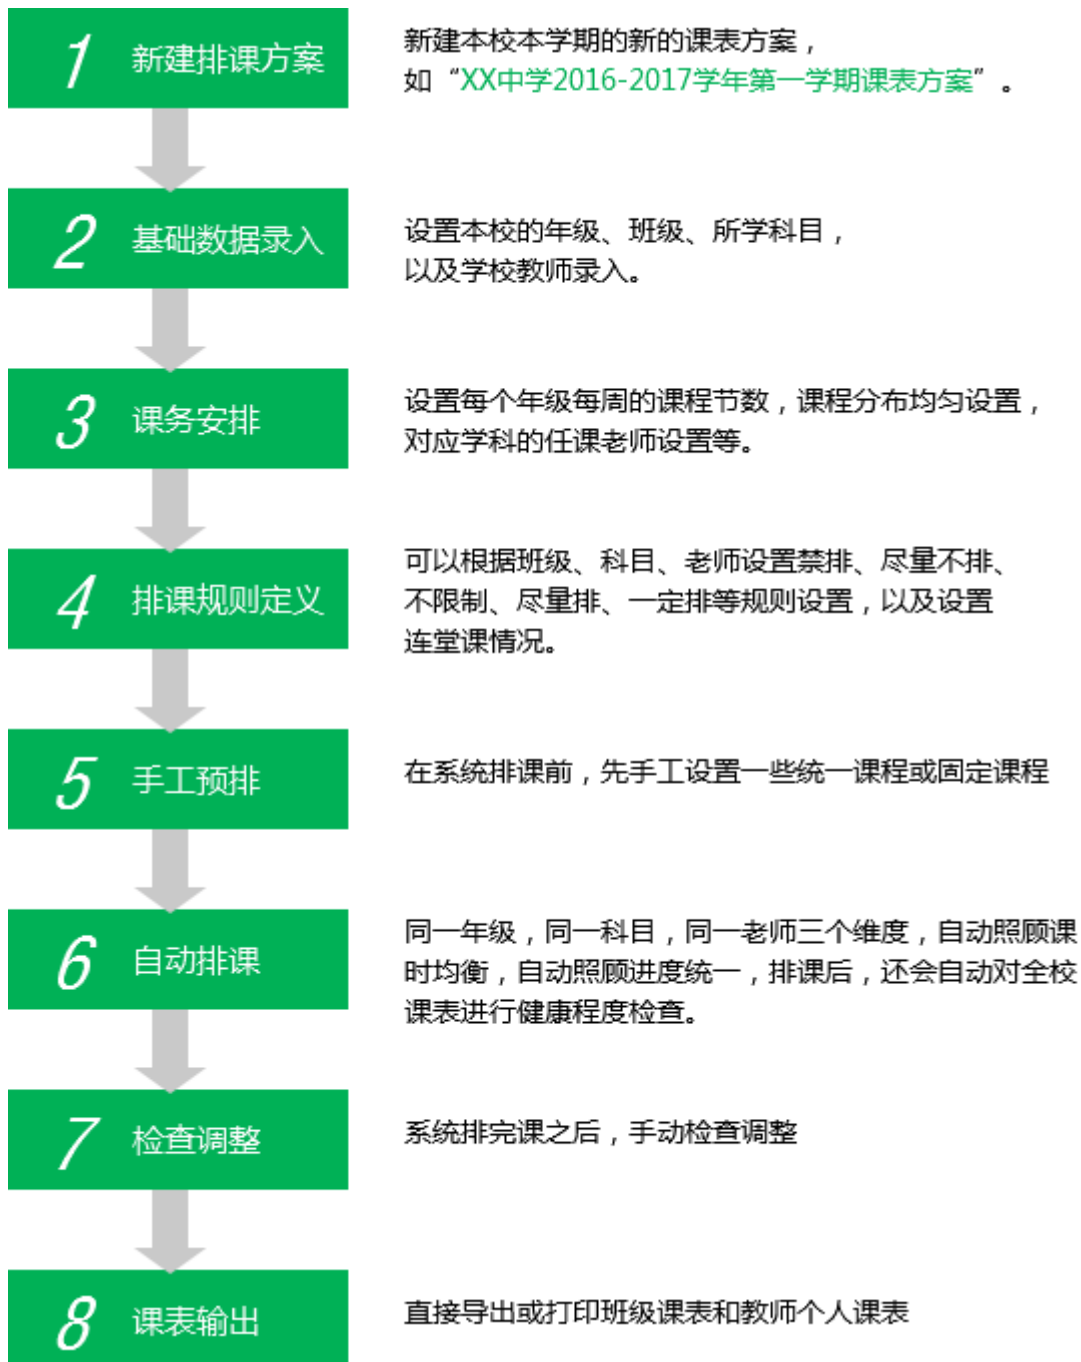 1 新建排课方案
新建本校本学期的新的课表方案，
如“XX中学2016-2017学年第一学期课表方案”。
2 基础数据录入
设置本校的年级、班级、所学科目，
以及学校教师录入。
3 课务安排
设置每个年级每周的课程节数，课程分布均匀设置，
对应学科的任课老师设置等。
4 排课规则定义
可以根据班级、科目、老师设置禁排、尽量不排、
不限制、尽量排、一定排等规则设置，以及设置
连堂课情况。
5 手工预排
在系统排课前，先手工设置一些统一课程或固定课程
6 自动排课
同一年级，同一科目，同一老师三个维度，自动照顾课
时均衡，自动照顾进度统一，排课后，还会自动对全校
课表进行健康程度检查。
7 检查调整
系统排完课之后，手动检查调整
8 课表输出
直接导出或打印班级课表和教师个人课表